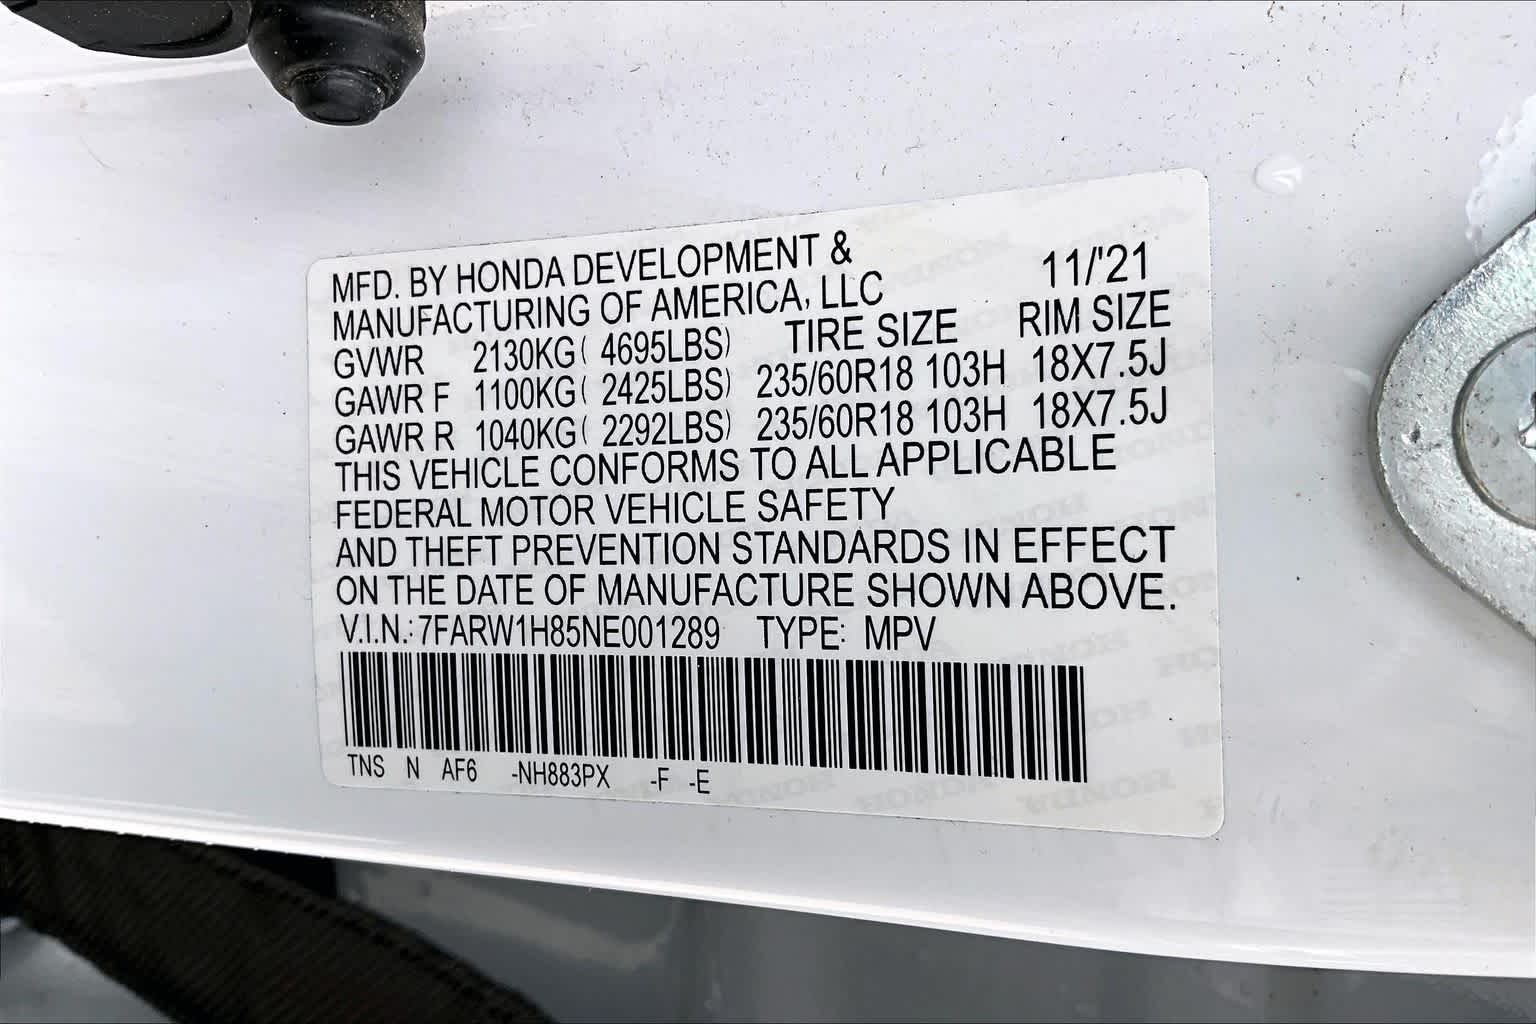 MFD. BY HONDA DEVELOPMENT &
MANUFACTURING OF AMERICA, LLC 11/'21
GVWR 2130KG( 4695LBS) TIRE SIZE RIM SIZE
GAWR F 1100KG( 2425LBS) 235/60R18 103H 18X7.5J
GAWR R 1040KG( 2292LBS) 235/60R18 103H 18X7.5J
THIS VEHICLE CONFORMS TO ALL APPLICABLE
FEDERAL MOTOR VEHICLE SAFETY
AND THEFT PREVENTION STANDARDS IN EFFECT
ON THE DATE OF MANUFACTURE SHOWN ABOVE.
V.I.N.: 7FARW1H85NE001289 TYPE: MPV
TNS N AF6 -NH883PX -F -E